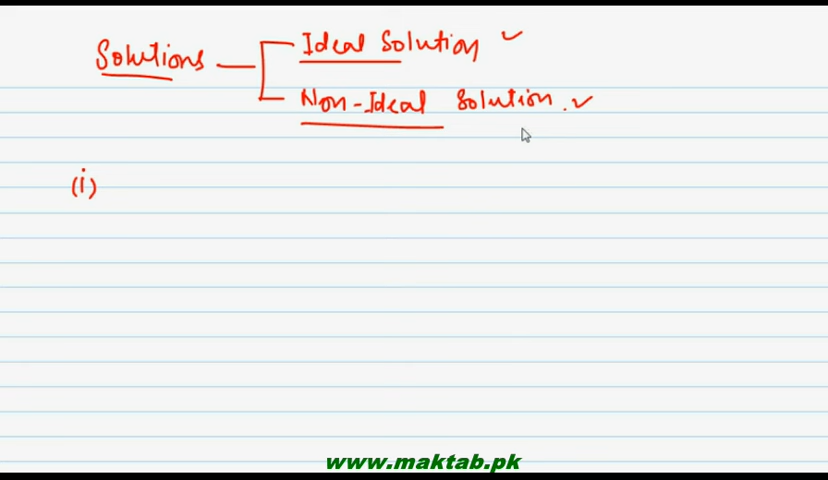 Solutions
Ideal Solution
Non-Ideal Solution.
(i)
www.maktab.pk